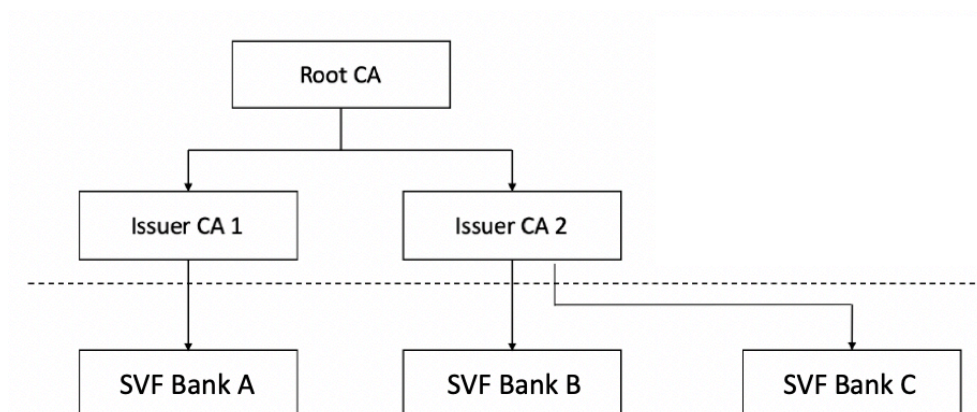 Root CA
Issuer CA 1
Issuer CA 2
SVF Bank A
SVF Bank B
SVF Bank C